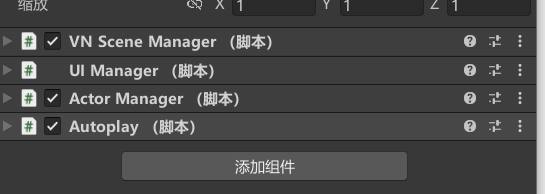 缩放 X 1 Y 1 Z 1
# VN Scene Manager （脚本）
# UI Manager （脚本）
# Actor Manager （脚本）
# Autoplay （脚本）
添加组件